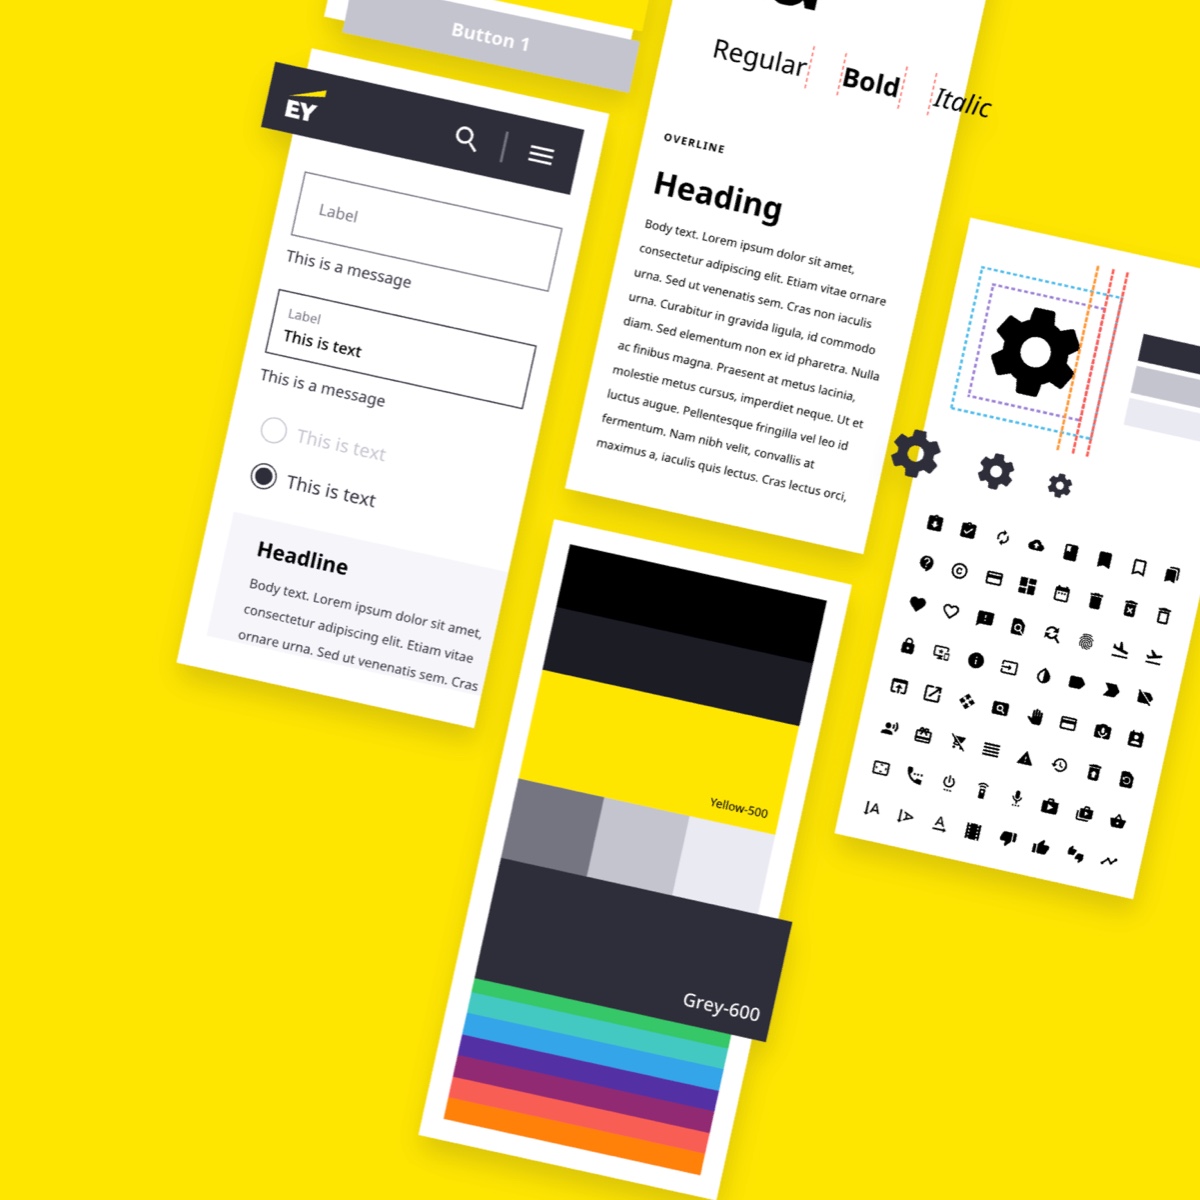 Button 1
EY
Label
This is a message
Label
This is text
This is a message
This is text
This is text
Headline
Body text. Lorem ipsum dolor sit amet,
consectetur adipiscing elit. Etiam vitae
ornare urna. Sed ut venenatis sem. Cras
Regular
Bold
Italic
OVERLINE
Heading
Body text. Lorem ipsum dolor sit amet,
consectetur adipiscing elit. Etiam vitae ornare
urna. Sed ut venenatis sem. Cras non iaculis
urna. Curabitur in gravida ligula, id commodo
diam. Sed elementum non ex id pharetra. Nulla
ac finibus magna. Praesent at metus lacinia,
molestie metus cursus, imperdiet neque. Ut et
luctus augue. Pellentesque fringilla vel leo id
fermentum. Nam nibh velit, convallis at
maximus a, iaculis quis lectus. Cras lectus orci,
Yellow-500
Grey-600